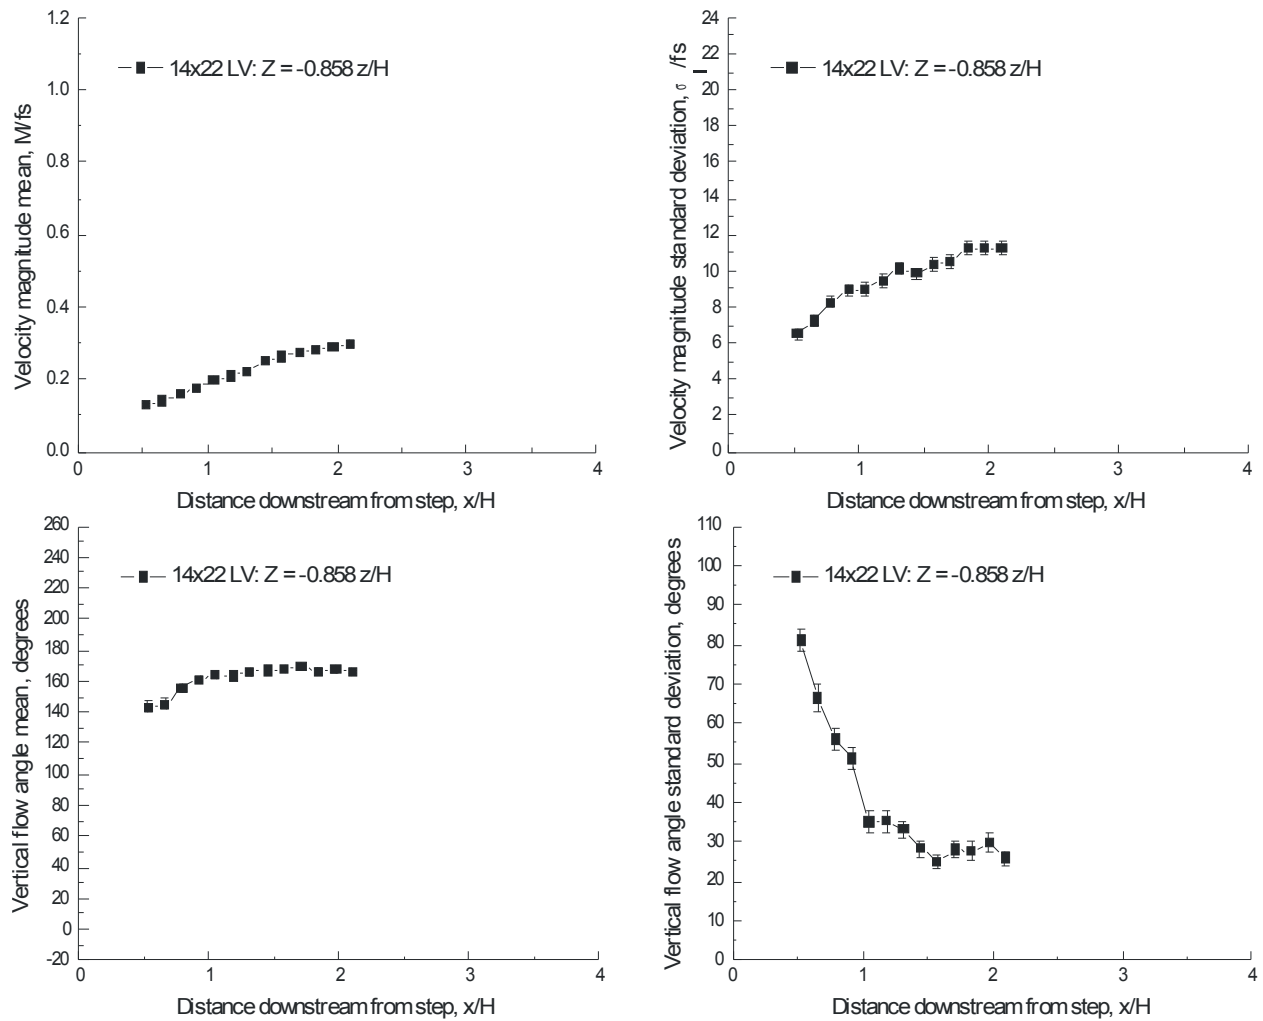 1.2
1.0
0.8
0.6
0.4
0.2
0.0
Velocity magnitude mean, M/fs
14x22 LV: Z = -0.858 z/H
0 1 2 3 4
Distance downstream from step, x/H
24
22
20
18
16
14
12
10
8
6
4
2
0
Velocity magnitude standard deviation, σ /fs
14x22 LV: Z = -0.858 z/H
0 1 2 3 4
Distance downstream from step, x/H
260
240
220
200
180
160
140
120
100
80
60
40
20
0
-20
Vertical flow angle mean, degrees
14x22 LV: Z = -0.858 z/H
0 1 2 3 4
Distance downstream from step, x/H
110
100
90
80
70
60
50
40
30
20
10
0
Vertical flow angle standard deviation, degrees
14x22 LV: Z = -0.858 z/H
0 1 2 3 4
Distance downstream from step, x/H